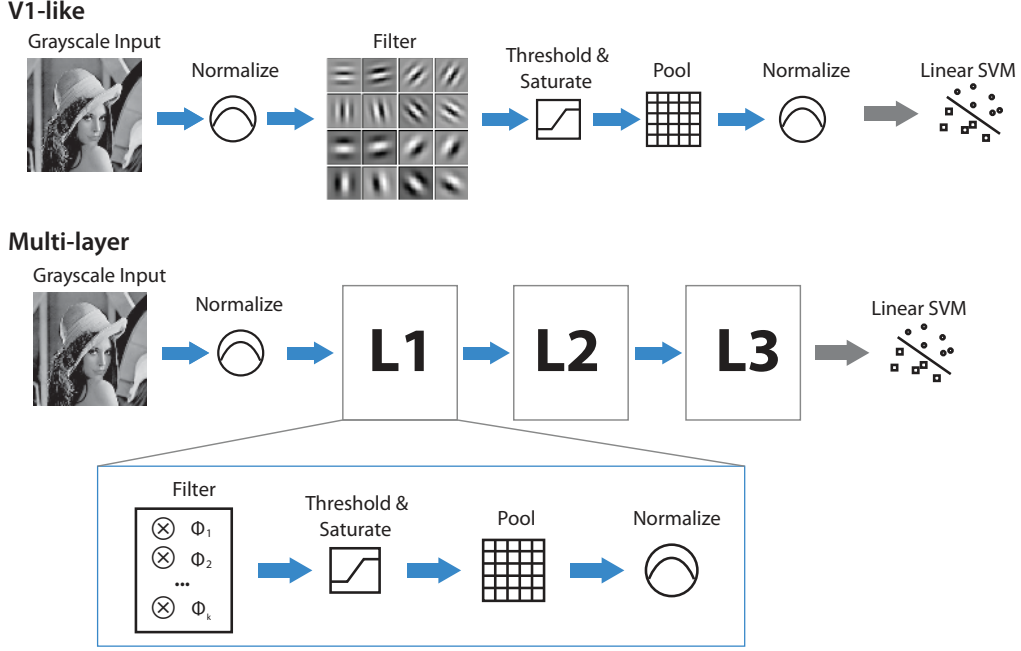 V1-like
Grayscale Input
Normalize
Filter
Threshold &
Saturate
Pool
Normalize
Linear SVM
Multi-layer
Grayscale Input
Normalize
L1
L2
L3
Linear SVM
Filter
Φ1
Φ2
...
Φk
Threshold &
Saturate
Pool
Normalize